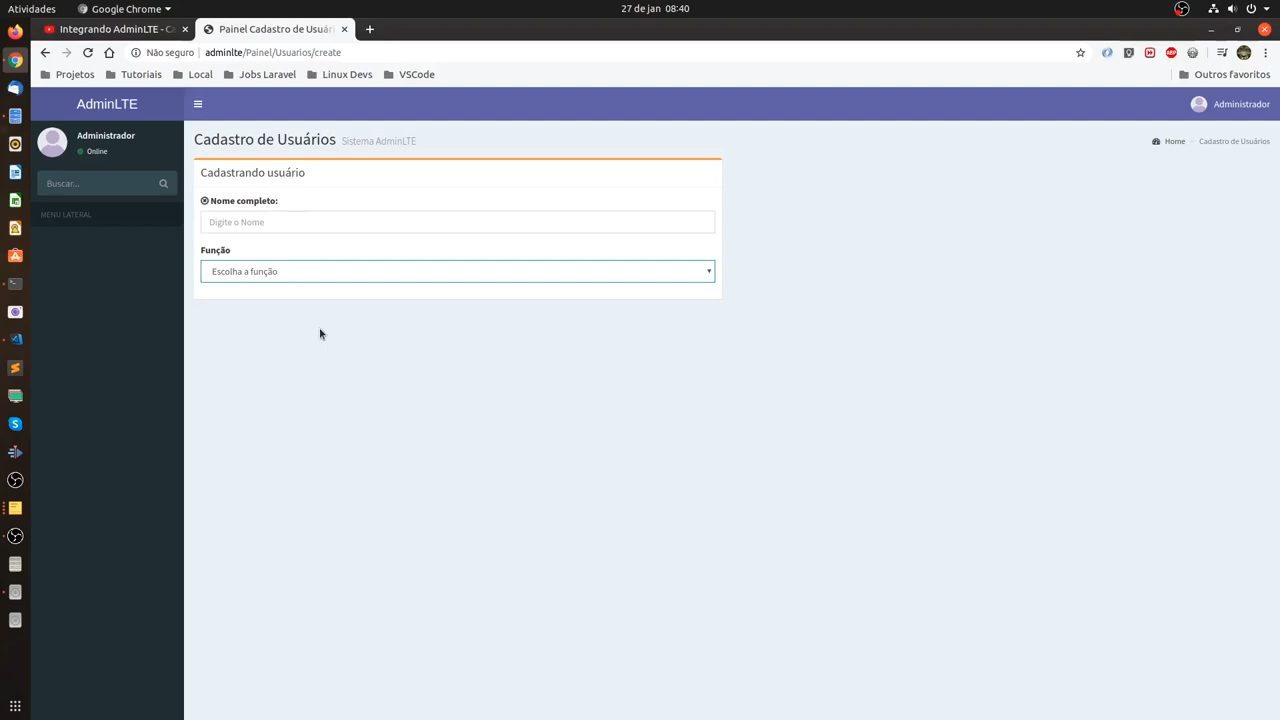 Atividades
Google Chrome
27 de jan 08:40
Integrando AdminLTE - Ca
Painel Cadastro de Usuári
Não seguro
adminlte/Painel/Usuarios/create
Projetos
Tutoriais
Local
Jobs Laravel
Linux Devs
VSCode
Outros favoritos
AdminLTE
Administrador
Administrador
Online
Buscar...
MENU LATERAL
Cadastro de Usuários Sistema AdminLTE
Home
Cadastro de Usuários
Cadastrando usuário
Nome completo:
Digite o Nome
Função
Escolha a função